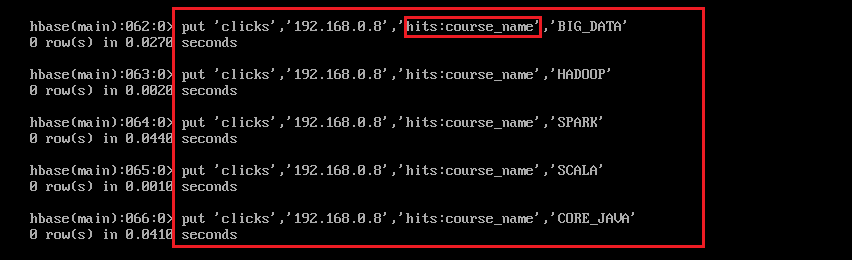 hbase(main):062:0> put 'clicks','192.168.0.8','hits:course_name','BIG_DATA'
0 row(s) in 0.0270 seconds
hbase(main):063:0> put 'clicks','192.168.0.8','hits:course_name','HADOOP'
0 row(s) in 0.0020 seconds
hbase(main):064:0> put 'clicks','192.168.0.8','hits:course_name','SPARK'
0 row(s) in 0.0440 seconds
hbase(main):065:0> put 'clicks','192.168.0.8','hits:course_name','SCALA'
0 row(s) in 0.0010 seconds
hbase(main):066:0> put 'clicks','192.168.0.8','hits:course_name','CORE_JAVA'
0 row(s) in 0.0410 seconds